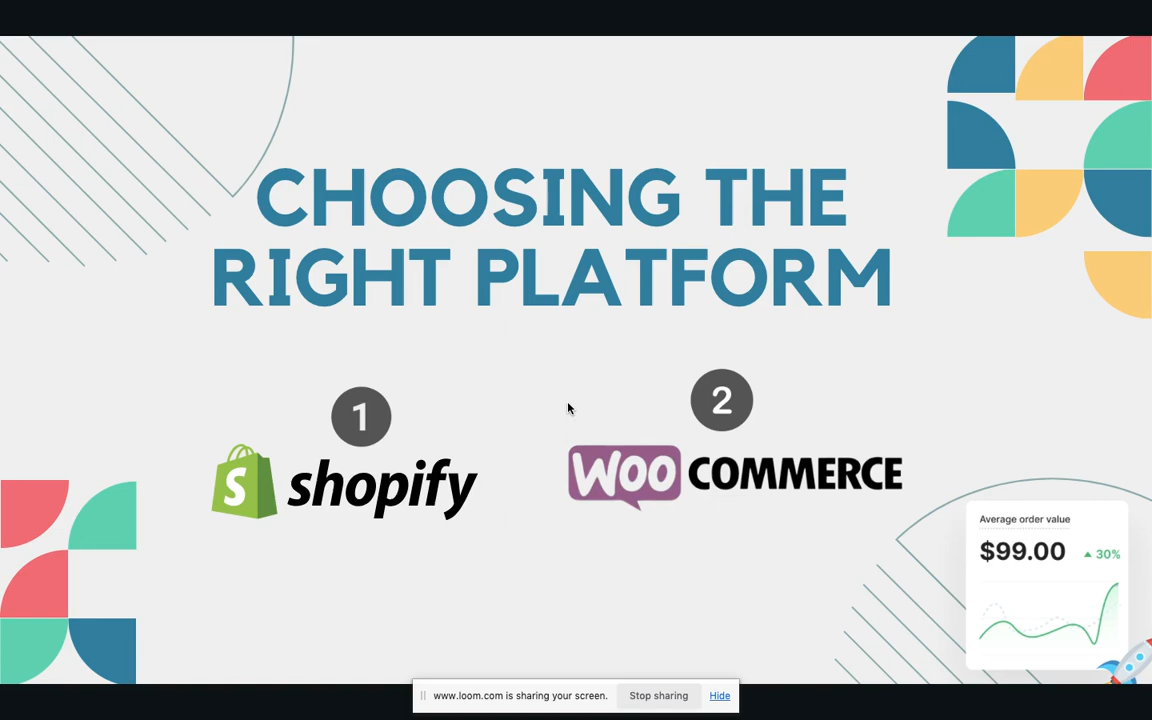 CHOOSING THE
RIGHT PLATFORM
1
2
S shopify
WOO COMMERCE
Average order value
$99.00 ▲ 30%
www.loom.com is sharing your screen. Stop sharing Hide